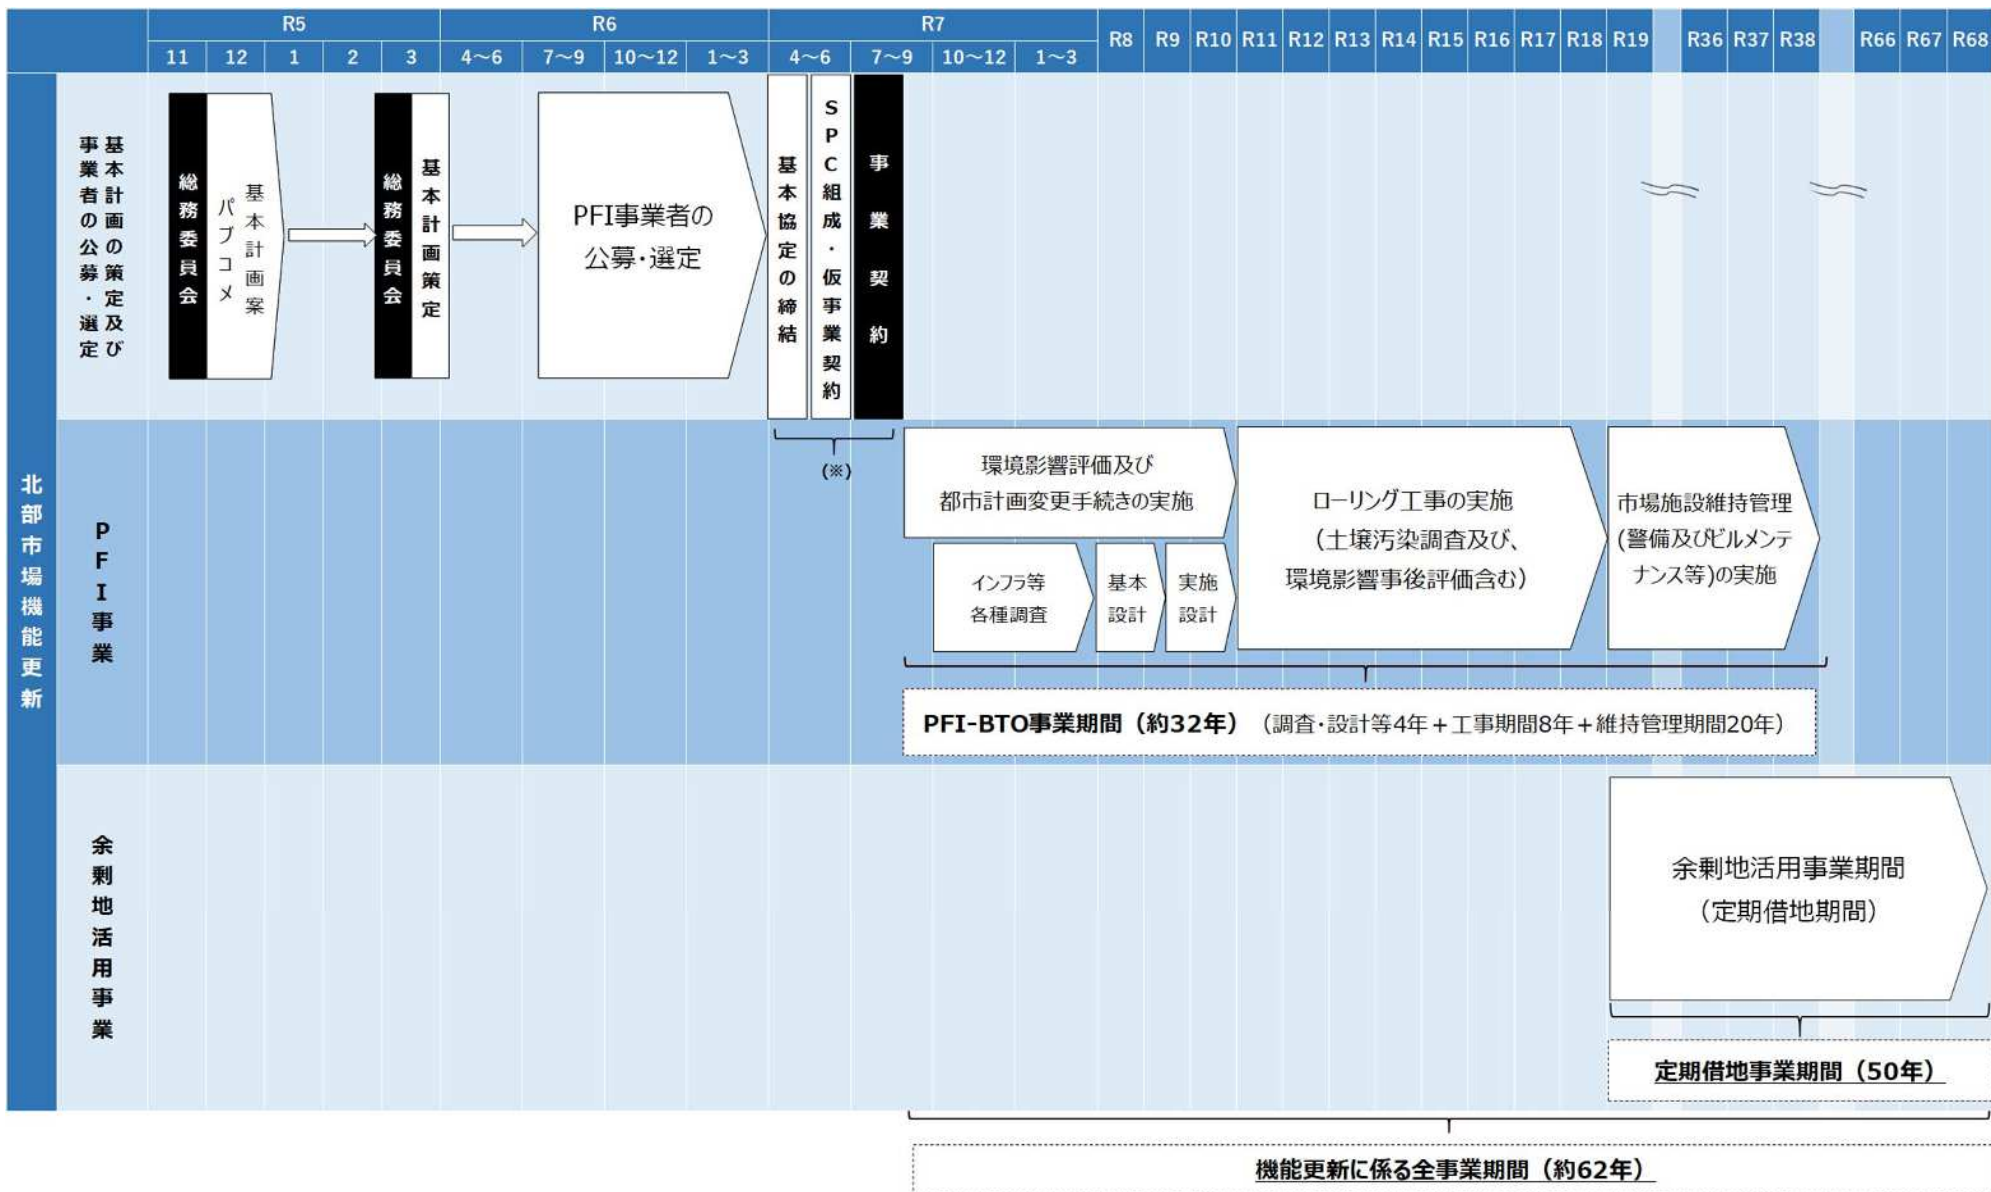 R5
R6
R7
R8
R9
R10
R11
R12
R13
R14
R15
R16
R17
R18
R19
R36
R37
R38
R66
R67
R68
11
12
1
2
3
4～6
7～9
10～12
1～3
4～6
7～9
10～12
1～3
北部市場機能更新
基本計画の策定及び
事業者の公募・選定
総務委員会
基本計画案
パブコメ
総務委員会
基本計画策定
PFI事業者の
公募・選定
基本協定の締結
SPC組成・仮事業契約
事業契約
(※)
PFI事業
環境影響評価及び
都市計画変更手続きの実施
インフラ等
各種調査
基本
設計
実施
設計
ローリング工事の実施
（土壌汚染調査及び、
環境影響事後評価含む）
市場施設維持管理
(警備及びビルメンテ
ナンス等)の実施
PFI-BTO事業期間（約32年）（調査・設計等4年＋工事期間8年＋維持管理期間20年）
余剰地活用事業
余剰地活用事業期間
（定期借地期間）
定期借地事業期間（50年）
機能更新に係る全事業期間（約62年）